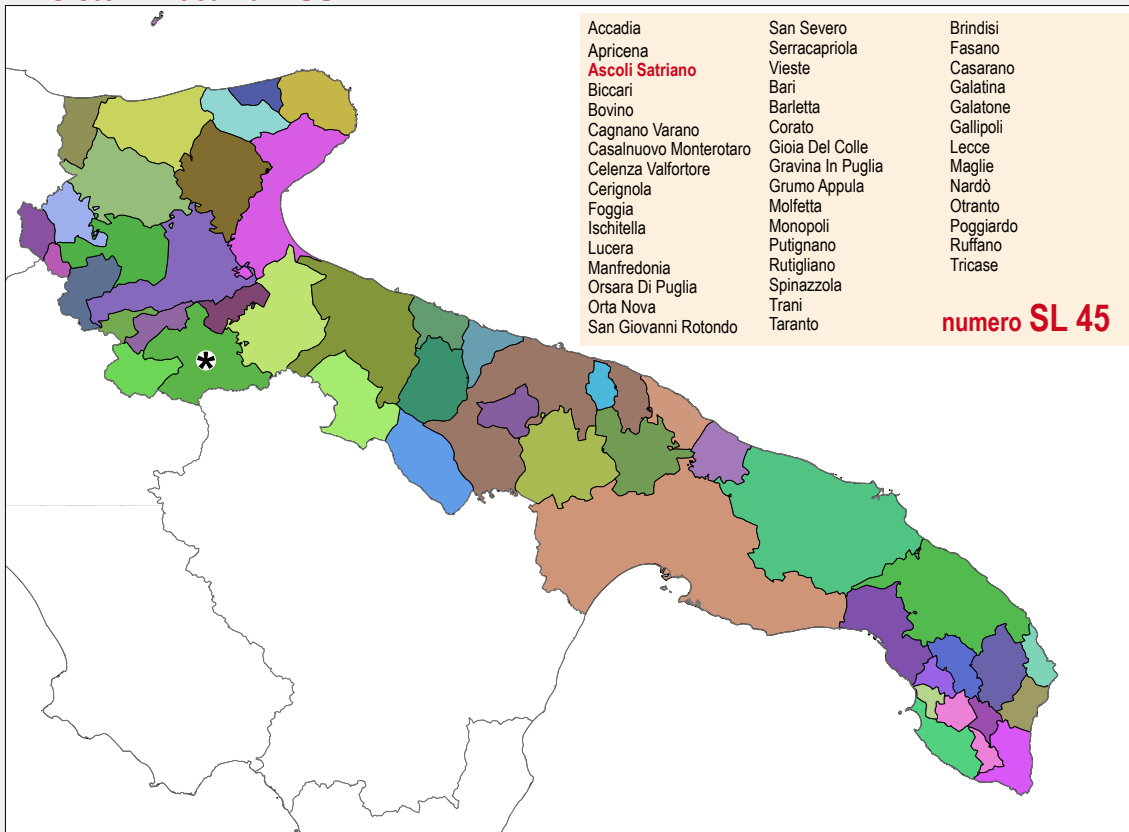 Accadia
Apricena
Ascoli Satriano
Biccari
Bovino
Cagnano Varano
Casalnuovo Monterotaro
Celenza Valfortore
Cerignola
Foggia
Ischitella
Lucera
Manfredonia
Orsara Di Puglia
Orta Nova
San Giovanni Rotondo
San Severo
Serracapriola
Vieste
Bari
Barletta
Corato
Gioia Del Colle
Gravina In Puglia
Grumo Appula
Molfetta
Monopoli
Putignano
Rutigliano
Spinazzola
Trani
Taranto
Brindisi
Fasano
Casarano
Galatina
Galatone
Gallipoli
Lecce
Maglie
Nardò
Otranto
Poggiardo
Ruffano
Tricase
numero SL 45
*